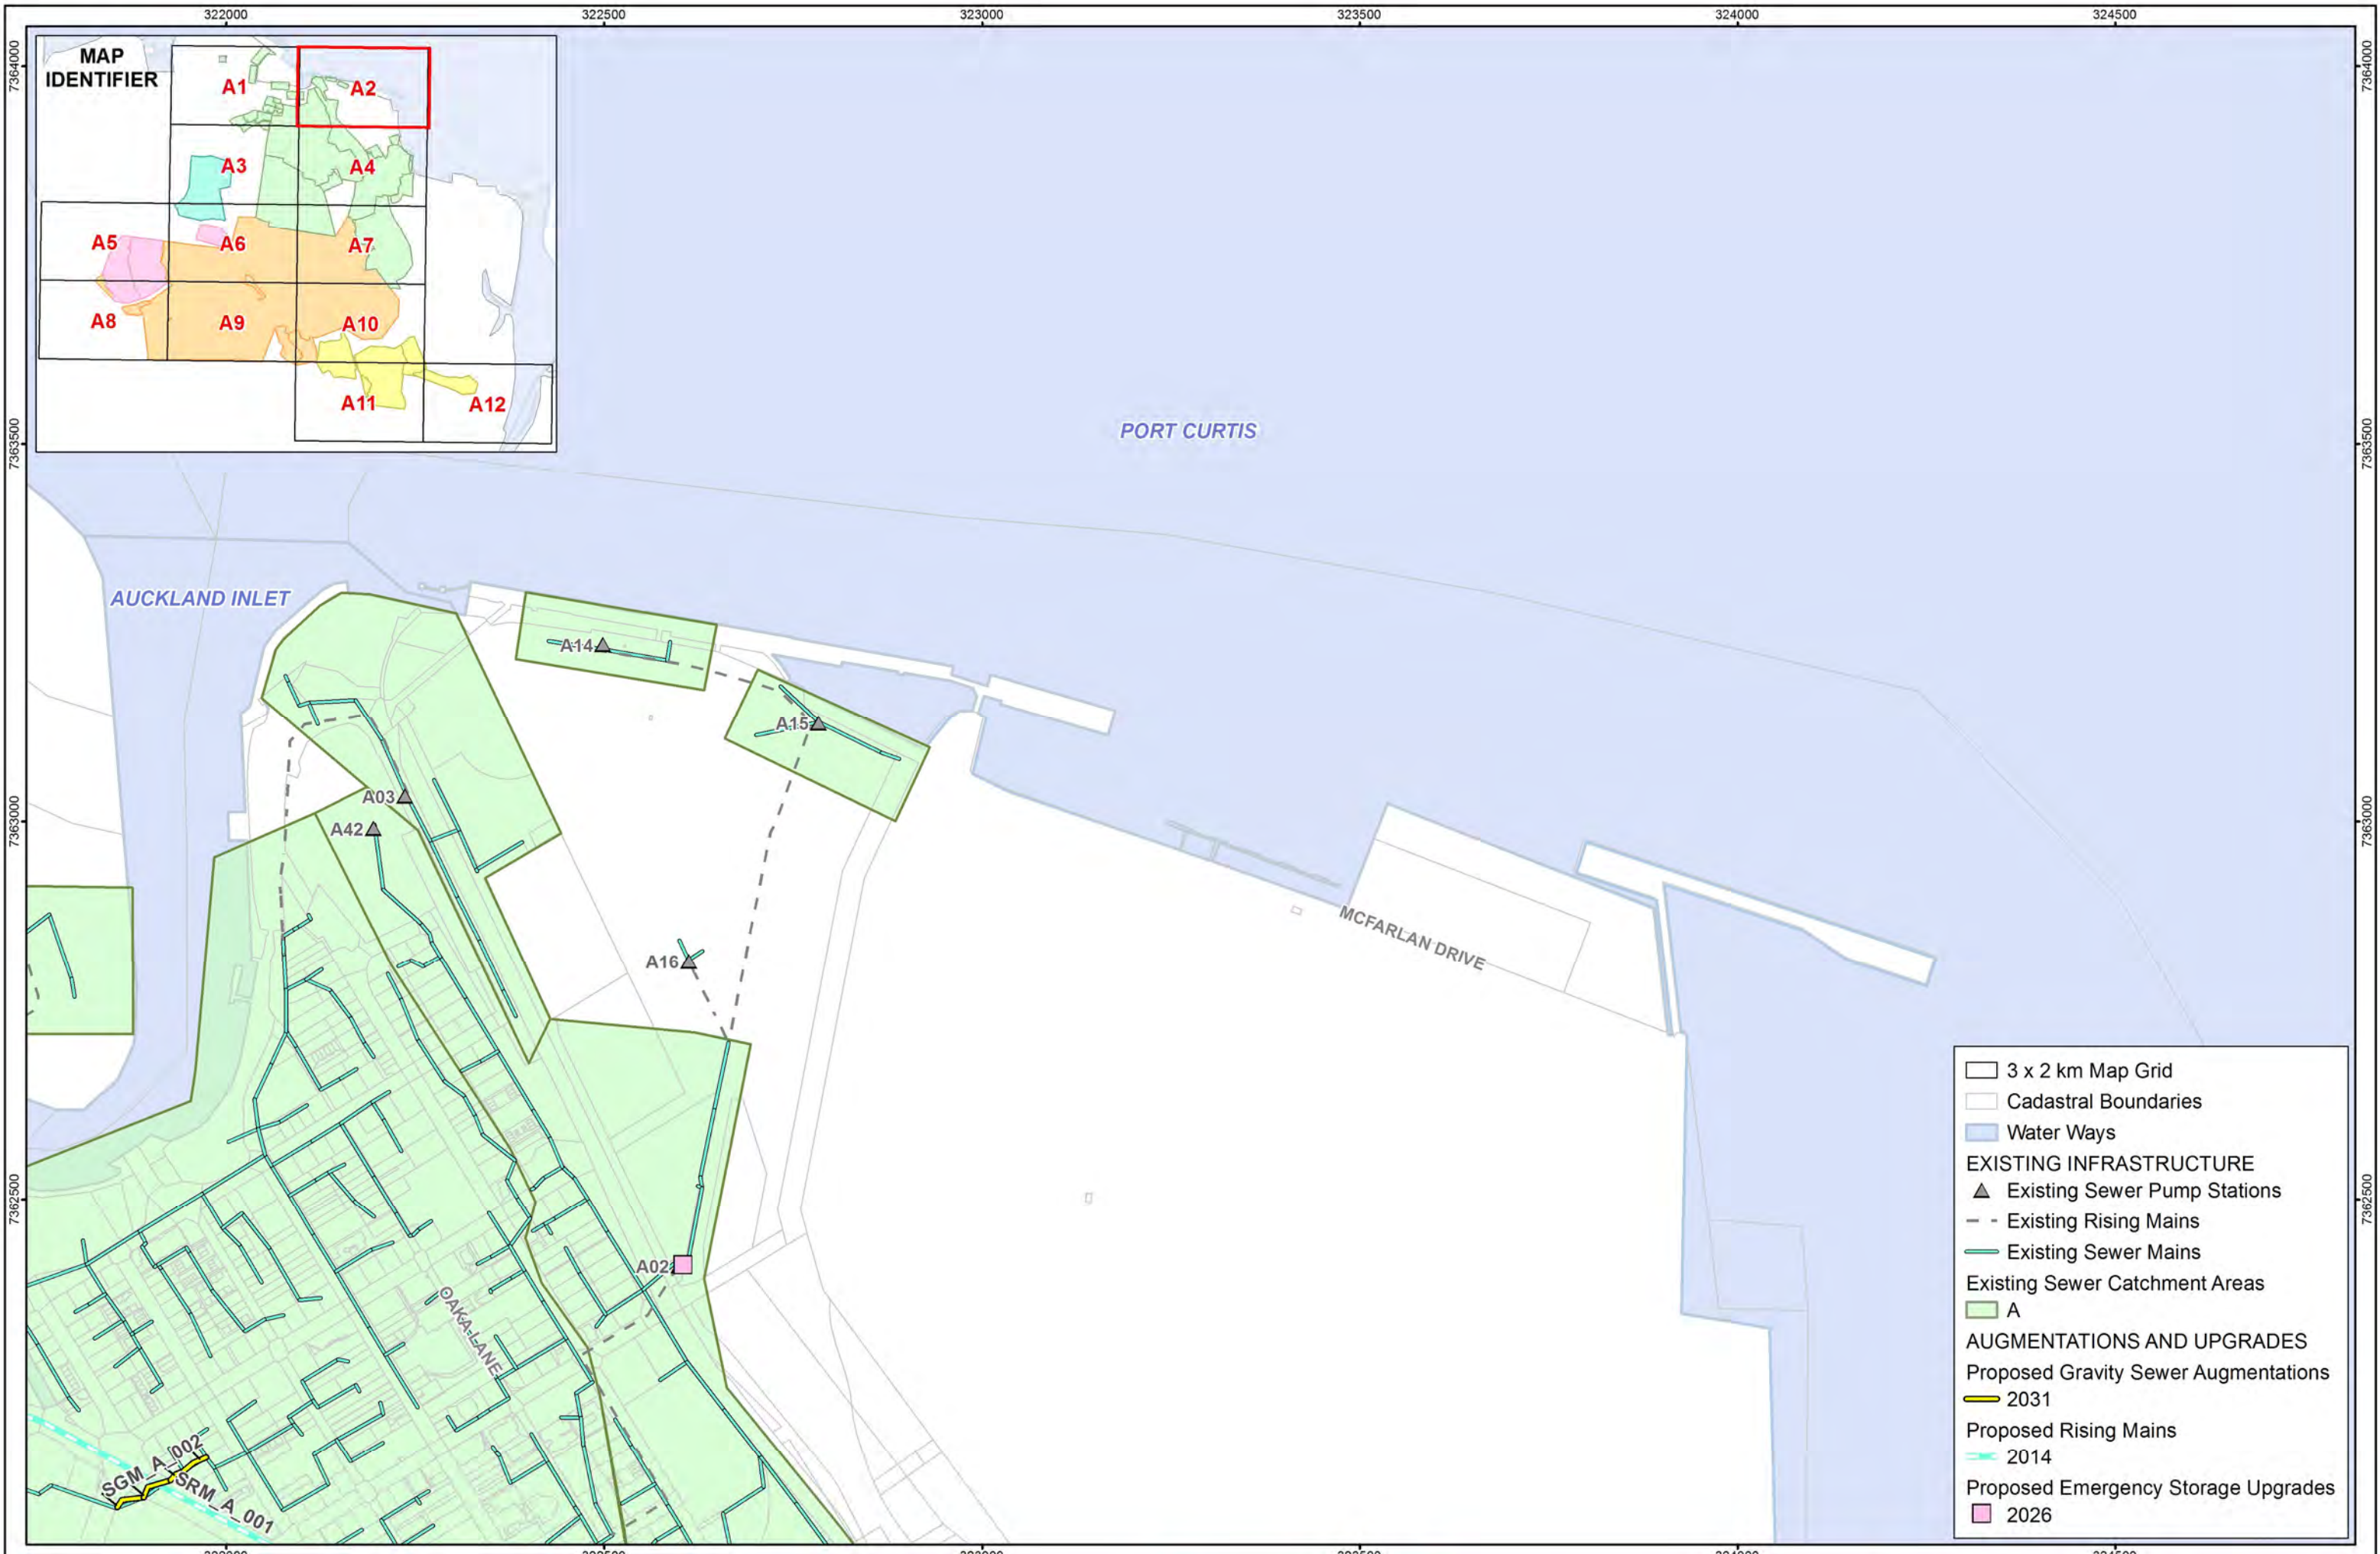 322000
322500
323000
323500
324000
324500
7364000
7364000
MAP
IDENTIFIER
A1
A2
A3
A4
A5
A6
A7
A8
A9
A10
A11
A12
7363500
PORT CURTIS
7363500
AUCKLAND INLET
A14
A15
A03
A42
7363000
7363000
MCFARLAN DRIVE
A16
7362500
7362500
A02
OAKA LANE
SGM_A_002
SRM_A_001
3 x 2 km Map Grid
Cadastral Boundaries
Water Ways
EXISTING INFRASTRUCTURE
Existing Sewer Pump Stations
Existing Rising Mains
Existing Sewer Mains
Existing Sewer Catchment Areas
A
AUGMENTATIONS AND UPGRADES
Proposed Gravity Sewer Augmentations
2031
Proposed Rising Mains
2014
Proposed Emergency Storage Upgrades
2026